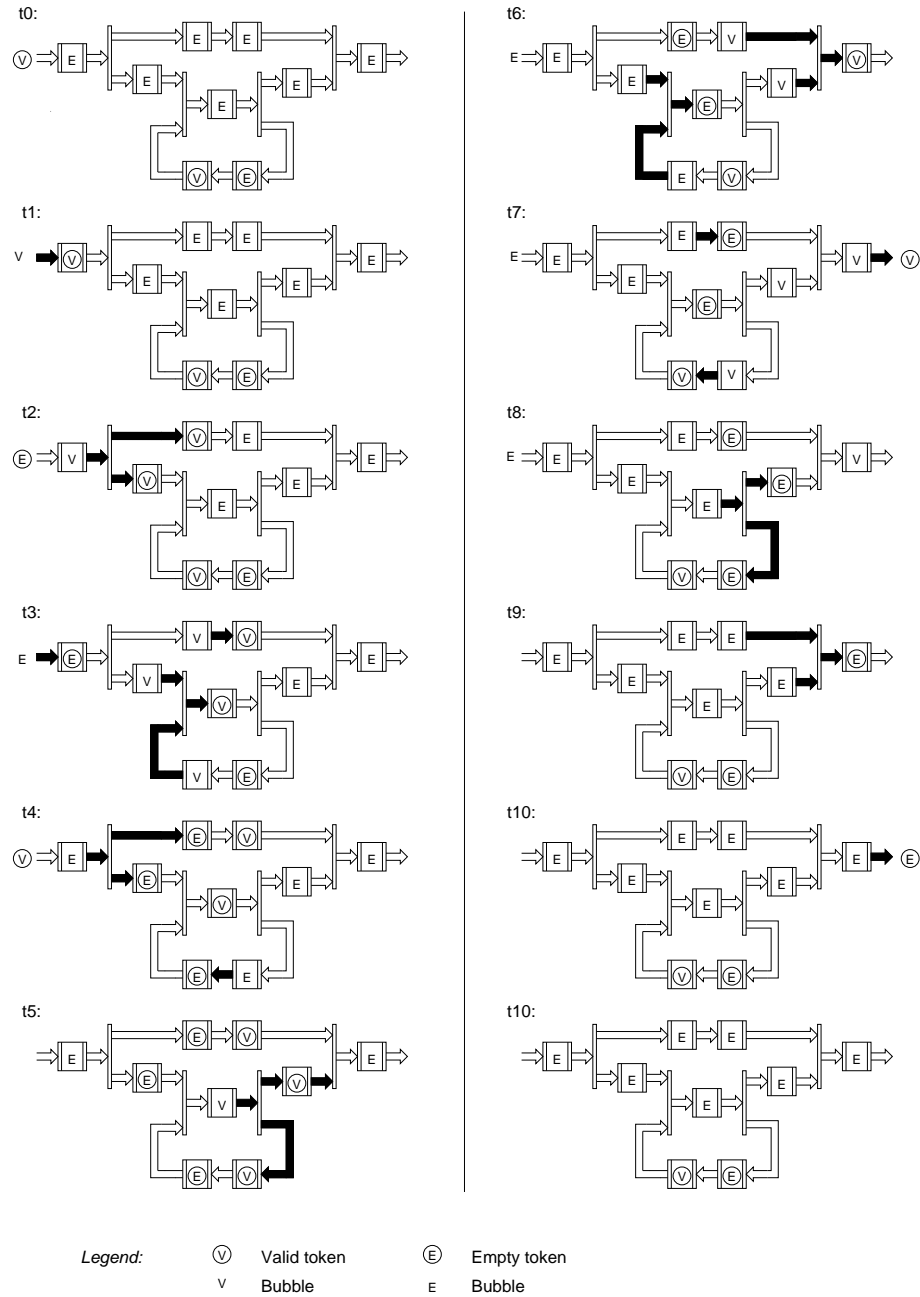 t0:
E E
V E E
E E
E
V E
t1:
E E
V V E
E E
E
V E
t2:
V E
E V E
V E
E
V E
t3:
V V
E E E
V E
V
V E
t4:
E V
V E E
E E
V
E E
t5:
E V
E E
E V
V
E V
t6:
E V
E E V
E V
E
E V
t7:
E E
E E V V
E V
E
V V
t8:
E E
E E V
E E
E
V E
t9:
E E
E E
E E
E
V E
t10:
E E
E E E
E E
E
V E
t10:
E E
E E
E E
E
V E
Legend: V Valid token E Empty token
V Bubble E Bubble